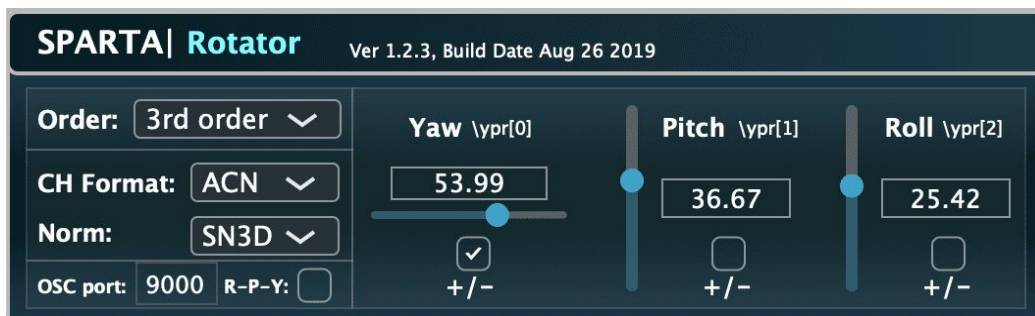 SPARTA| Rotator Ver 1.2.3, Build Date Aug 26 2019
Order: 3rd order
CH Format: ACN
Norm: SN3D
OSC port: 9000 R-P-Y:
Yaw \ypr[0]
53.99
+/-
Pitch \ypr[1]
36.67
+/-
Roll \ypr[2]
25.42
+/-